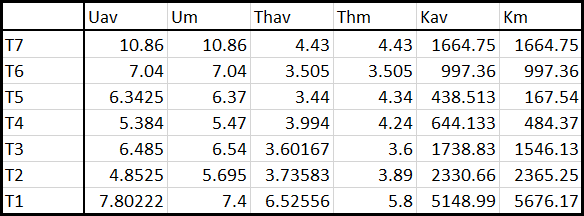 Uav Um Thav Thm Kav Km
T7 10.86 10.86 4.43 4.43 1664.75 1664.75
T6 7.04 7.04 3.505 3.505 997.36 997.36
T5 6.3425 6.37 3.44 4.34 438.513 167.54
T4 5.384 5.47 3.994 4.24 644.133 484.37
T3 6.485 6.54 3.60167 3.6 1738.83 1546.13
T2 4.8525 5.695 3.73583 3.89 2330.66 2365.25
T1 7.80222 7.4 6.52556 5.8 5148.99 5676.17